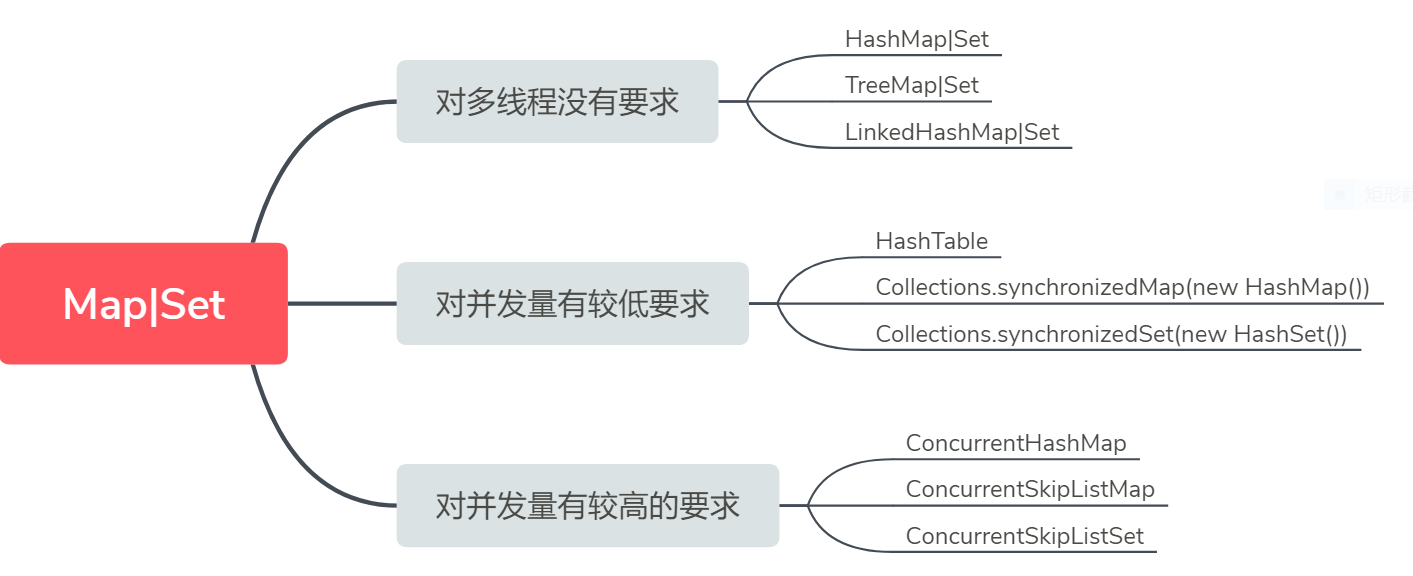 Map|Set
对多线程没有要求
HashMap|Set
TreeMap|Set
LinkedHashMap|Set
对并发量有较低要求
HashTable
Collections.synchronizedMap(new HashMap())
Collections.synchronizedSet(new HashSet())
对并发量有较高的要求
ConcurrentHashMap
ConcurrentSkipListMap
ConcurrentSkipListSet
矩形截